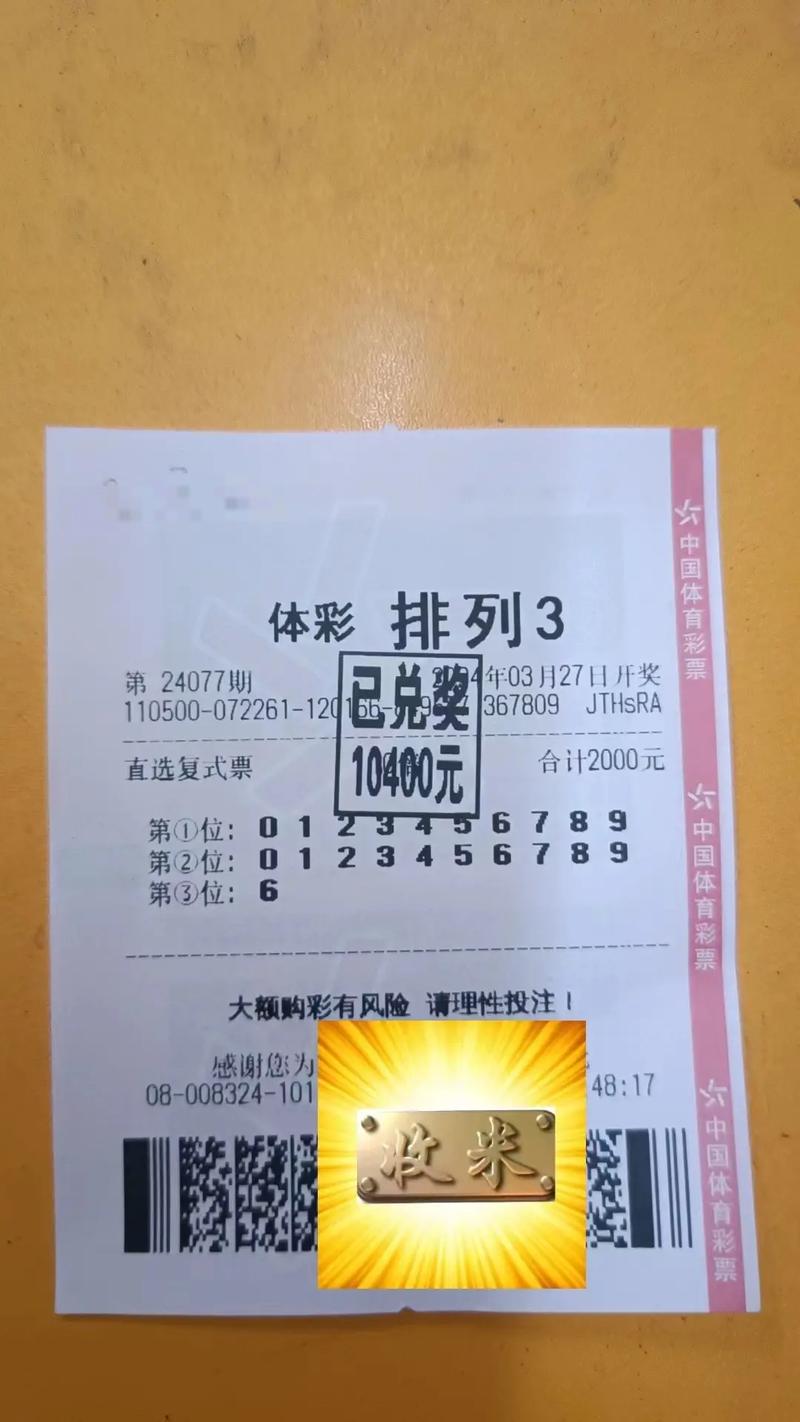 体彩 排列3
第 24077期
年03月27日开奖
110500-072261-120166- 367809 JTHsRA
已兑奖
10400元
直选复式票
合计2000元
第①位: 0 1 2 3 4 5 6 7 8 9
第②位: 0 1 2 3 4 5 6 7 8 9
第③位: 6
大额购彩有风险 请理性投注!
感谢您为
08-008324-101
48:17
收米
中国体育彩票
中国体育彩票
中国体育彩票